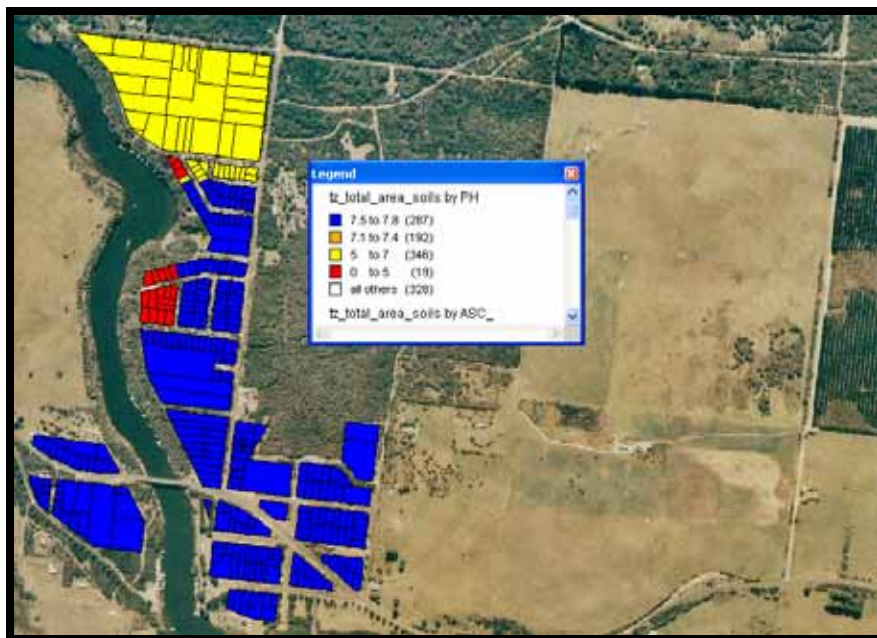 Legend
tz_total_area_soils by PH
7.5 to 7.8 (287)
7.1 to 7.4 (192)
5 to 7 (346)
0 to 5 (19)
all others (328)
tz_total_area_soils by ASC_